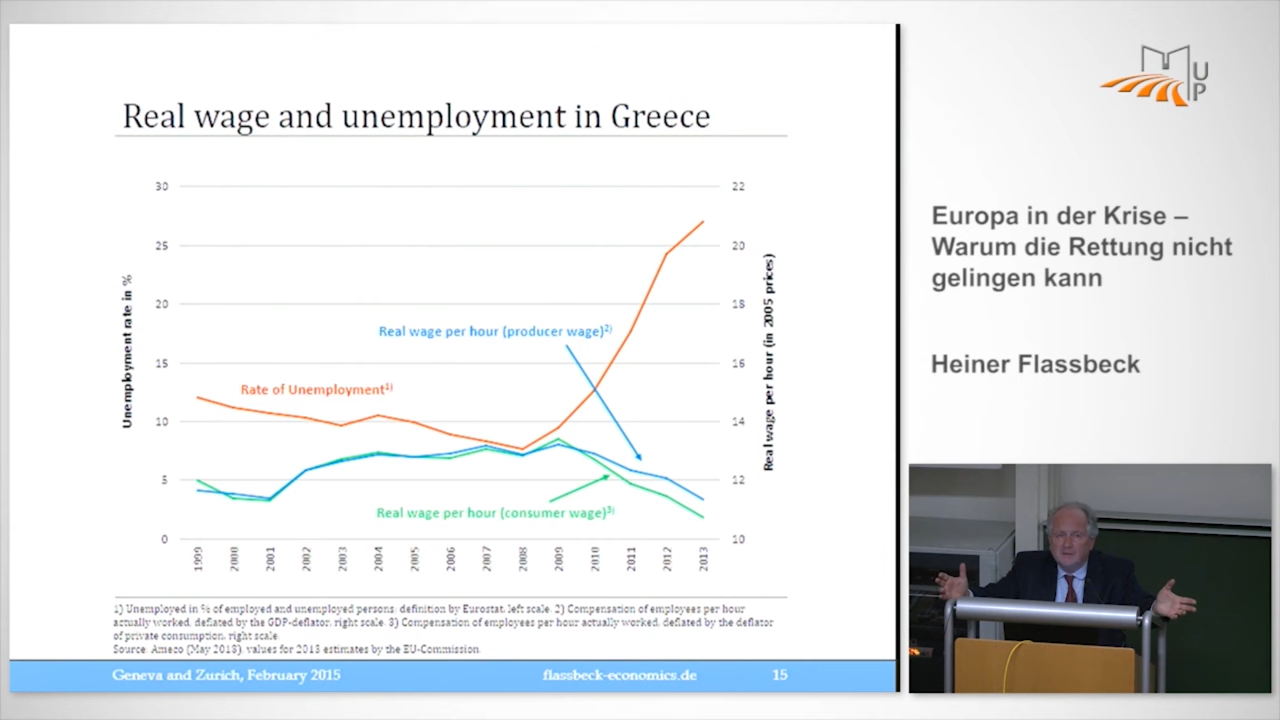 Real wage and unemployment in Greece
30
25
20
15
10
5
0
Unemployment rate in %
22
20
18
16
14
12
10
Real wage per hour (in 2005 prices)
Real wage per hour (producer wage)2)
Rate of Unemployment1)
Real wage per hour (consumer wage)3)
1999 2000 2001 2002 2003 2004 2005 2006 2007 2008 2009 2010 2011 2012 2013
1) Unemployed in % of employed and unemployed persons; definition by Eurostat, left scale. 2) Compensation of employees per hour
actually worked, deflated by the GDP-deflator, right scale. 3) Compensation of employees per hour actually worked, deflated by the deflator
of private consumption, right scale.
Source: Ameco (May 2013), values for 2013 estimates by the EU-Commission.
Geneva and Zurich, February 2015
flassbeck-economics.de
15
UP
Europa in der Krise –
Warum die Rettung nicht
gelingen kann
Heiner Flassbeck